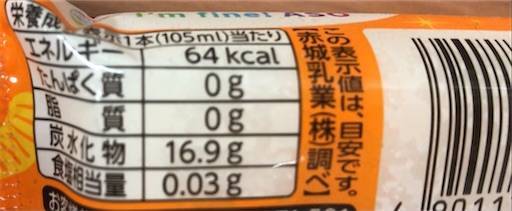 I'm fine! ASU
栄養成分表示1本(105ml)当たり
エネルギー 64 kcal
たんぱく質 0g
脂質 0g
炭水化物 16.9g
食塩相当量 0.03g
この表示値は、目安です。
［赤城乳業㈱調べ］